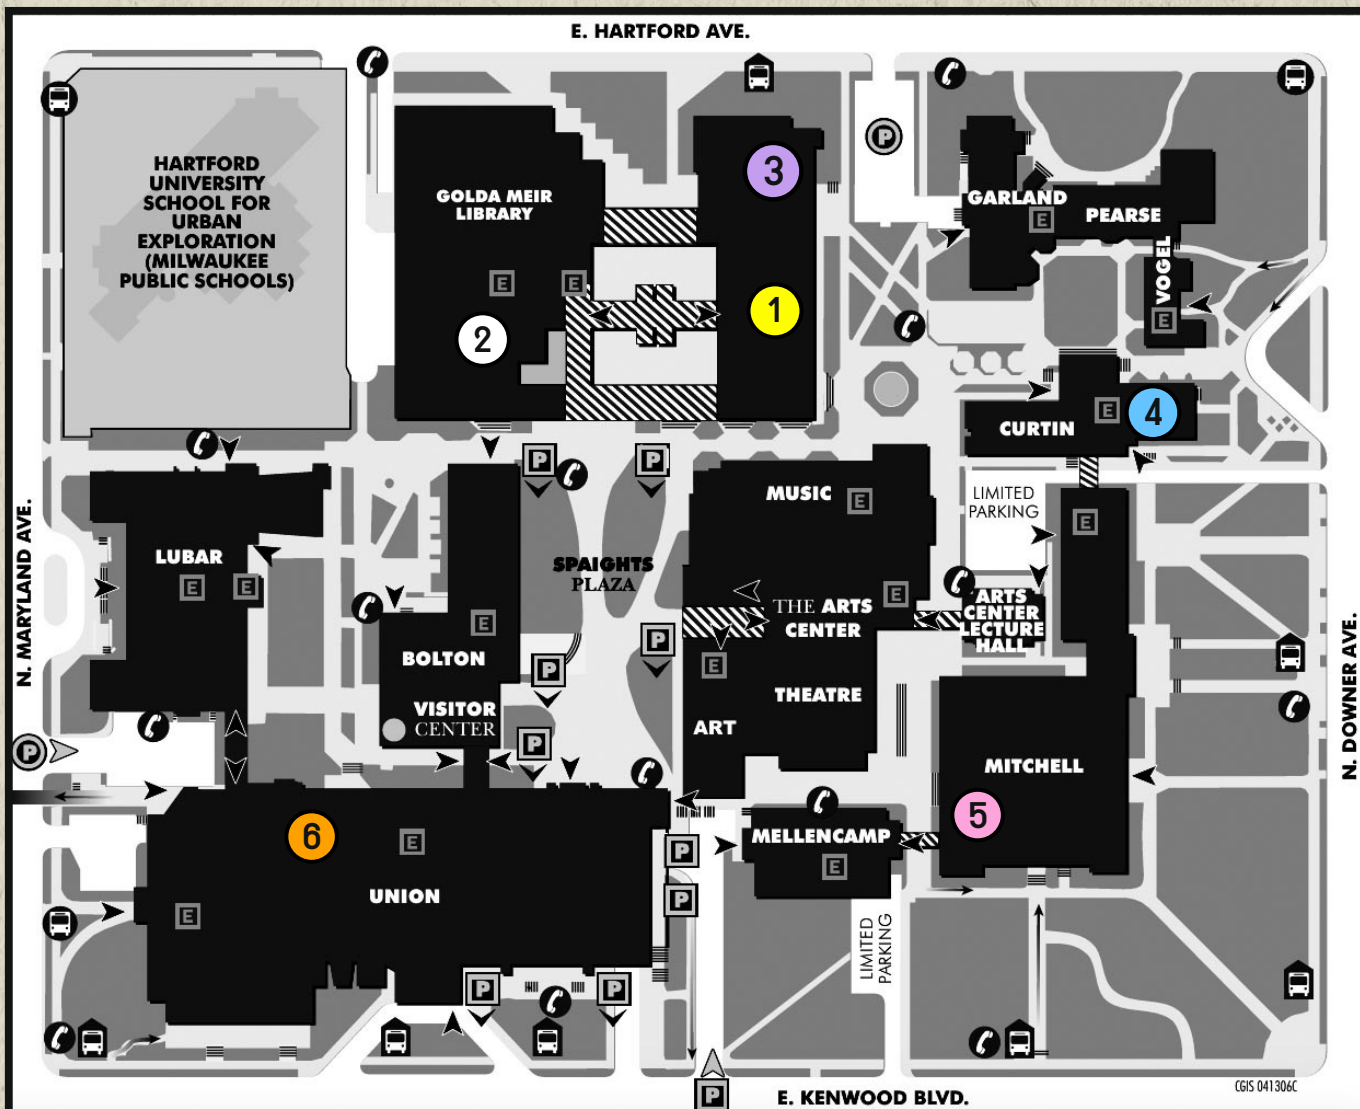 E. HARTFORD AVE.
HARTFORD
UNIVERSITY
SCHOOL FOR
URBAN
EXPLORATION
(MILWAUKEE
PUBLIC SCHOOLS)
GOLDA MEIR
LIBRARY
E
E
2
3
1
P
GARLAND
E
PEARSE
VOGEL
E
CURTIN
E
4
N. MARYLAND AVE.
LUBAR
E
E
P
P
SPAIGHTS
PLAZA
E
BOLTON
VISITOR
CENTER
P
P
P
P
MUSIC
E
LIMITED
PARKING
E
THE ARTS
CENTER
E
E
THEATRE
ART
ARTS
CENTER
LECTURE
HALL
MITCHELL
5
N. DOWNER AVE.
MELLENCAMP
E
LIMITED
PARKING
6
E
UNION
E
P
P
P
P
P
E. KENWOOD BLVD.
CGIS 041306C